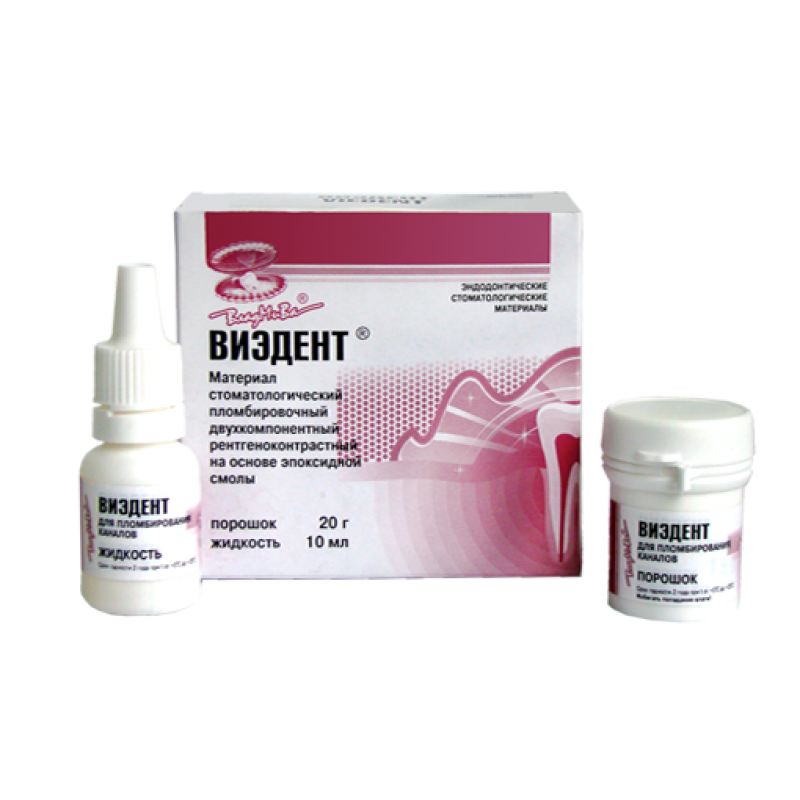 ЭНДОДОНТИЧЕСКИЕ
СТОМАТОЛОГИЧЕСКИЕ
МАТЕРИАЛЫ
ВладМиВа®
ВИЭДЕНТ®
Материал
стоматологический
пломбировочный
двухкомпонентный
рентгеноконтрастный
на основе эпоксидной
смолы
порошок 20 г
жидкость 10 мл
ВИЭДЕНТ
ДЛЯ ПЛОМБИРОВАНИЯ
КАНАЛОВ
ЖИДКОСТЬ
ВИЭДЕНТ
ДЛЯ ПЛОМБИРОВАНИЯ
КАНАЛОВ
ПОРОШОК